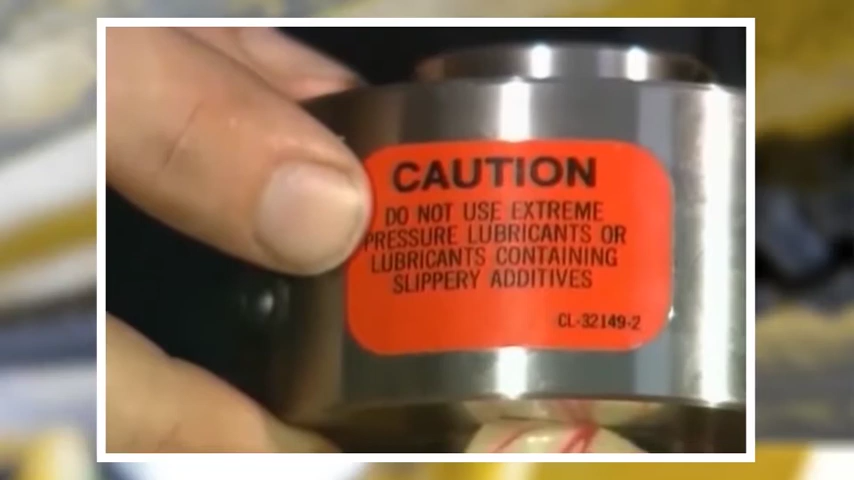 CAUTION
DO NOT USE EXTREME
PRESSURE LUBRICANTS OR
LUBRICANTS CONTAINING
SLIPPERY ADDITIVES
CL-32149-2